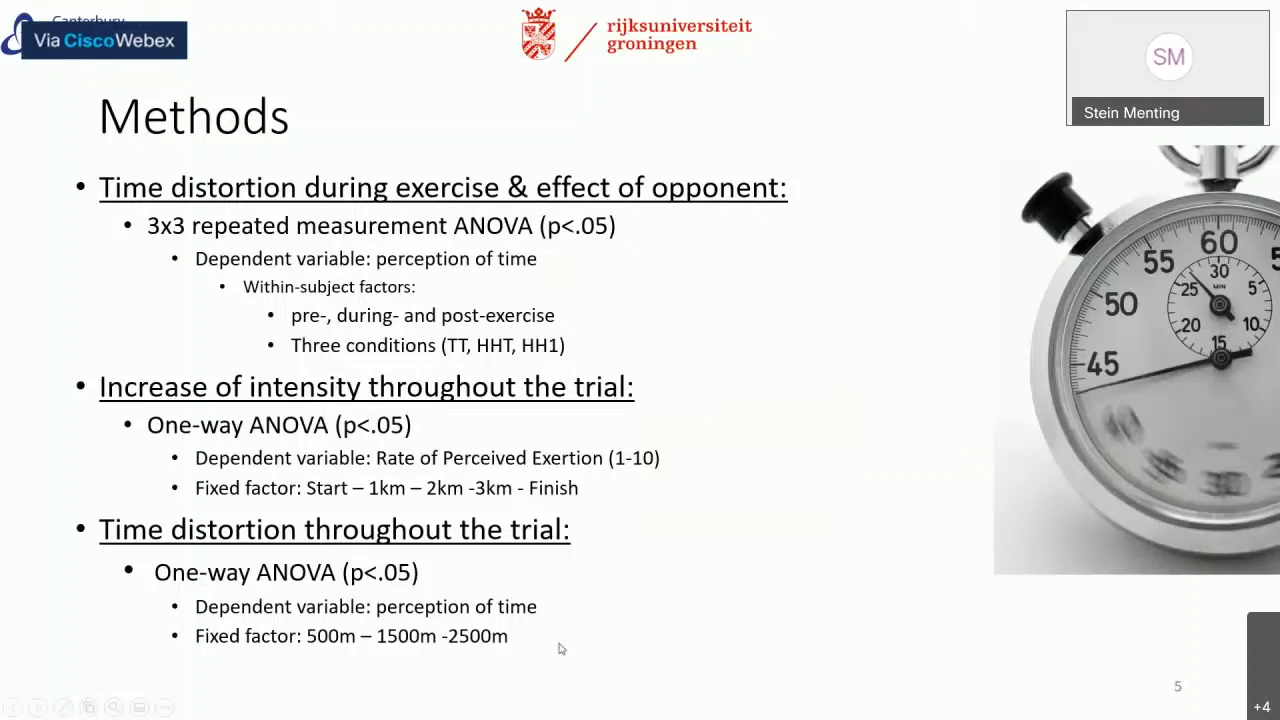 Canterbury
Via Cisco Webex
rijksuniversiteit
groningen
SM
Stein Menting
Methods
• Time distortion during exercise & effect of opponent:
• 3x3 repeated measurement ANOVA (p<.05)
• Dependent variable: perception of time
• Within-subject factors:
• pre-, during- and post-exercise
• Three conditions (TT, HHT, HH1)
• Increase of intensity throughout the trial:
• One-way ANOVA (p<.05)
• Dependent variable: Rate of Perceived Exertion (1-10)
• Fixed factor: Start – 1km – 2km -3km - Finish
• Time distortion throughout the trial:
• One-way ANOVA (p<.05)
• Dependent variable: perception of time
• Fixed factor: 500m – 1500m -2500m
60
55
50
45
30
MIN
25
5
20
10
15
5
+4